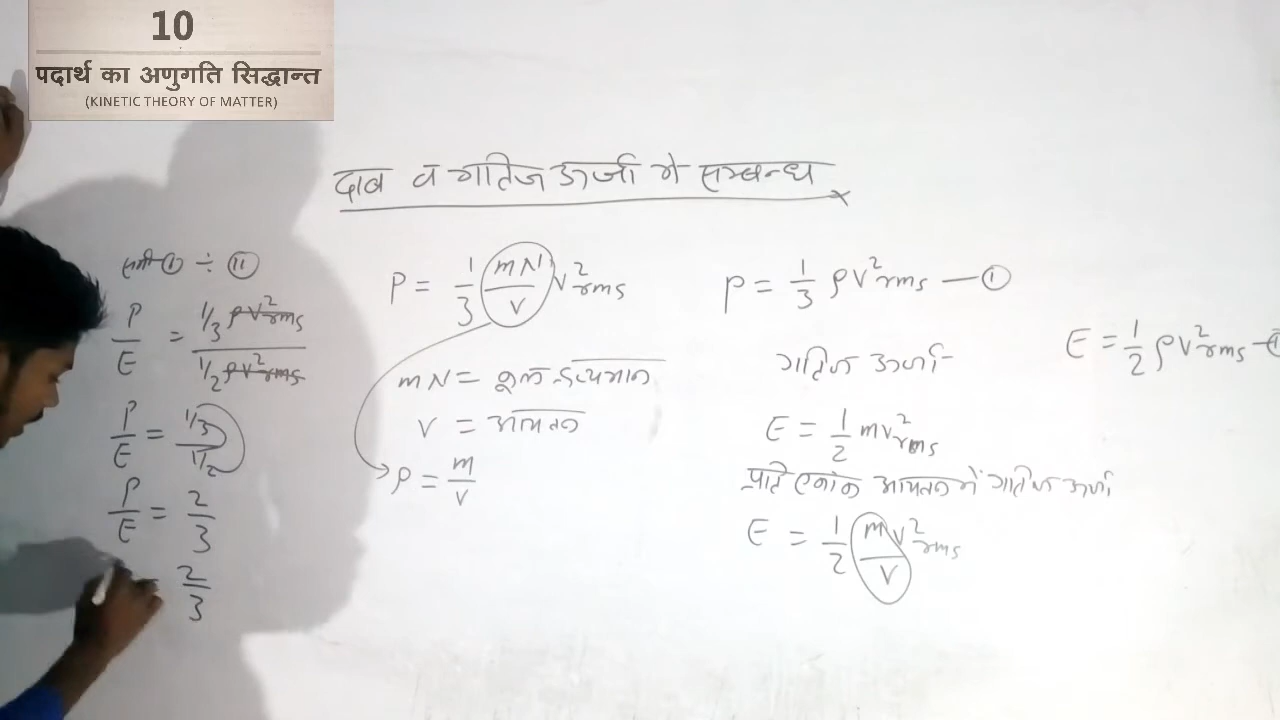 10
पदार्थ का अणुगति सिद्धान्त
(KINETIC THEORY OF MATTER)
दाब व गतिज ऊर्जा मे सम्बन्ध
P = 1/3 (mN/V) v²rms
mN = कुल द्रव्यमान
v = आयतन
ρ = m/v
P = 1/3 ρv²rms — ①
गतिज ऊर्जा
E = 1/2 mv²rms
प्रति एकांक आयतन में गतिज ऊर्जा
E = 1/2 (m/V) v²rms
E = 1/2 ρv²rms —
समी ① ÷ ⑪
P/E = 1/3 ρv²rms / 1/2 ρv²rms
P/E = 1/3 / 1/2
P/E = 2/3
2/3